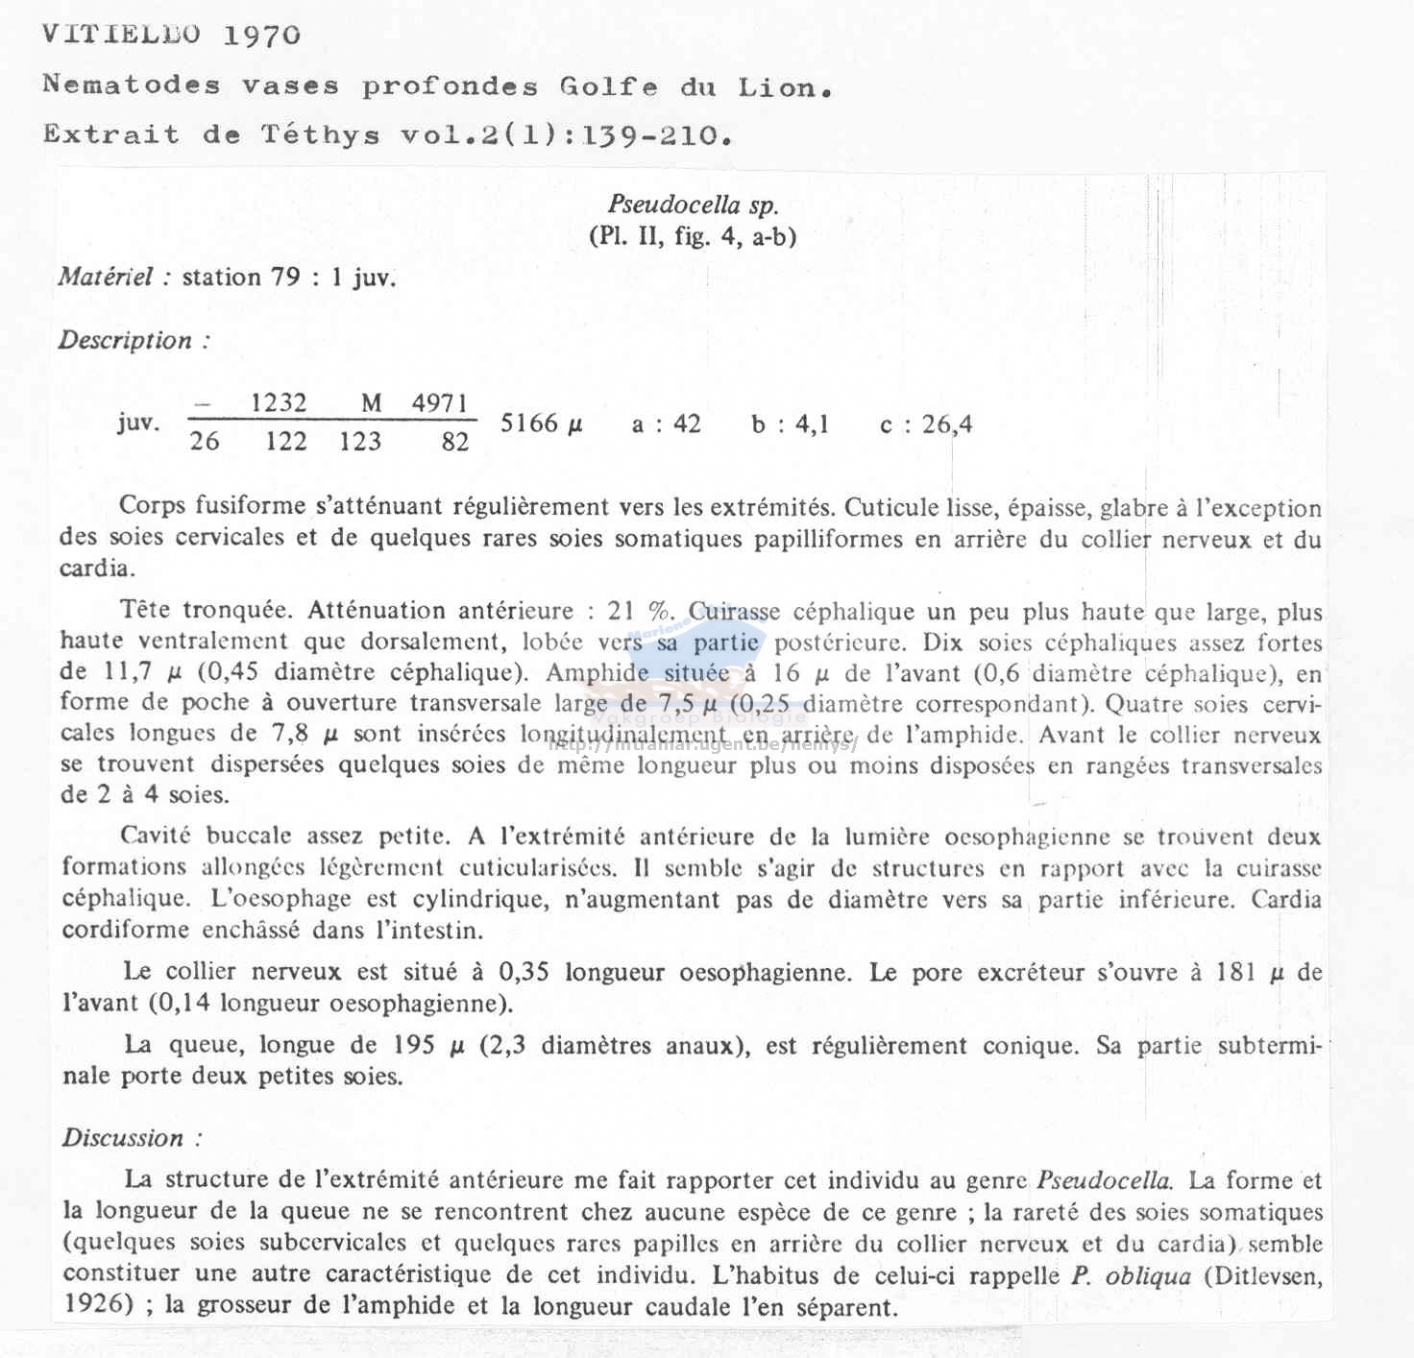 VITIELLO 1970
Nematodes vases profondes Golfe du Lion.
Extrait de Téthys vol.2(1):139-210.
Pseudocella sp.
(Pl. II, fig. 4, a-b)
Matériel : station 79 : 1 juv.
Description :
— 1232 M 4971
juv. 5166 µ a : 42 b : 4,1 c : 26,4
26 122 123 82
Corps fusiforme s’atténuant régulièrement vers les extrémités. Cuticule lisse, épaisse, glabre à l’exception
des soies cervicales et de quelques rares soies somatiques papilliformes en arrière du collier nerveux et du
cardia.
Tête tronquée. Atténuation antérieure : 21 %. Cuirasse céphalique un peu plus haute que large, plus
haute ventralement que dorsalement, lobée vers sa partie postérieure. Dix soies céphaliques assez fortes
de 11,7 µ (0,45 diamètre céphalique). Amphide située à 16 µ de l’avant (0,6 diamètre céphalique), en
forme de poche à ouverture transversale large de 7,5 µ (0,25 diamètre correspondant). Quatre soies cervi-
Vakgroep Biologie
cales longues de 7,8 µ sont insérées longitudinalement en arrière de l’amphide. Avant le collier nerveux
http://intramar.ugent.be/nemys/
se trouvent dispersées quelques soies de même longueur plus ou moins disposées en rangées transversales
de 2 à 4 soies.
Cavité buccale assez petite. A l’extrémité antérieure de la lumière oesophagienne se trouvent deux
formations allongées légèrement cuticularisées. Il semble s’agir de structures en rapport avec la cuirasse
céphalique. L’oesophage est cylindrique, n’augmentant pas de diamètre vers sa partie inférieure. Cardia
cordiforme enchâssé dans l’intestin.
Le collier nerveux est situé à 0,35 longueur oesophagienne. Le pore excréteur s’ouvre à 181 µ de
l’avant (0,14 longueur oesophagienne).
La queue, longue de 195 µ (2,3 diamètres anaux), est régulièrement conique. Sa partie subtermi-
nale porte deux petites soies.
Discussion :
La structure de l’extrémité antérieure me fait rapporter cet individu au genre Pseudocella. La forme et
la longueur de la queue ne se rencontrent chez aucune espèce de ce genre ; la rareté des soies somatiques
(quelques soies subcervicales et quelques rares papilles en arrière du collier nerveux et du cardia) semble
constituer une autre caractéristique de cet individu. L’habitus de celui-ci rappelle P. obliqua (Ditlevsen,
1926) ; la grosseur de l’amphide et la longueur caudale l’en séparent.